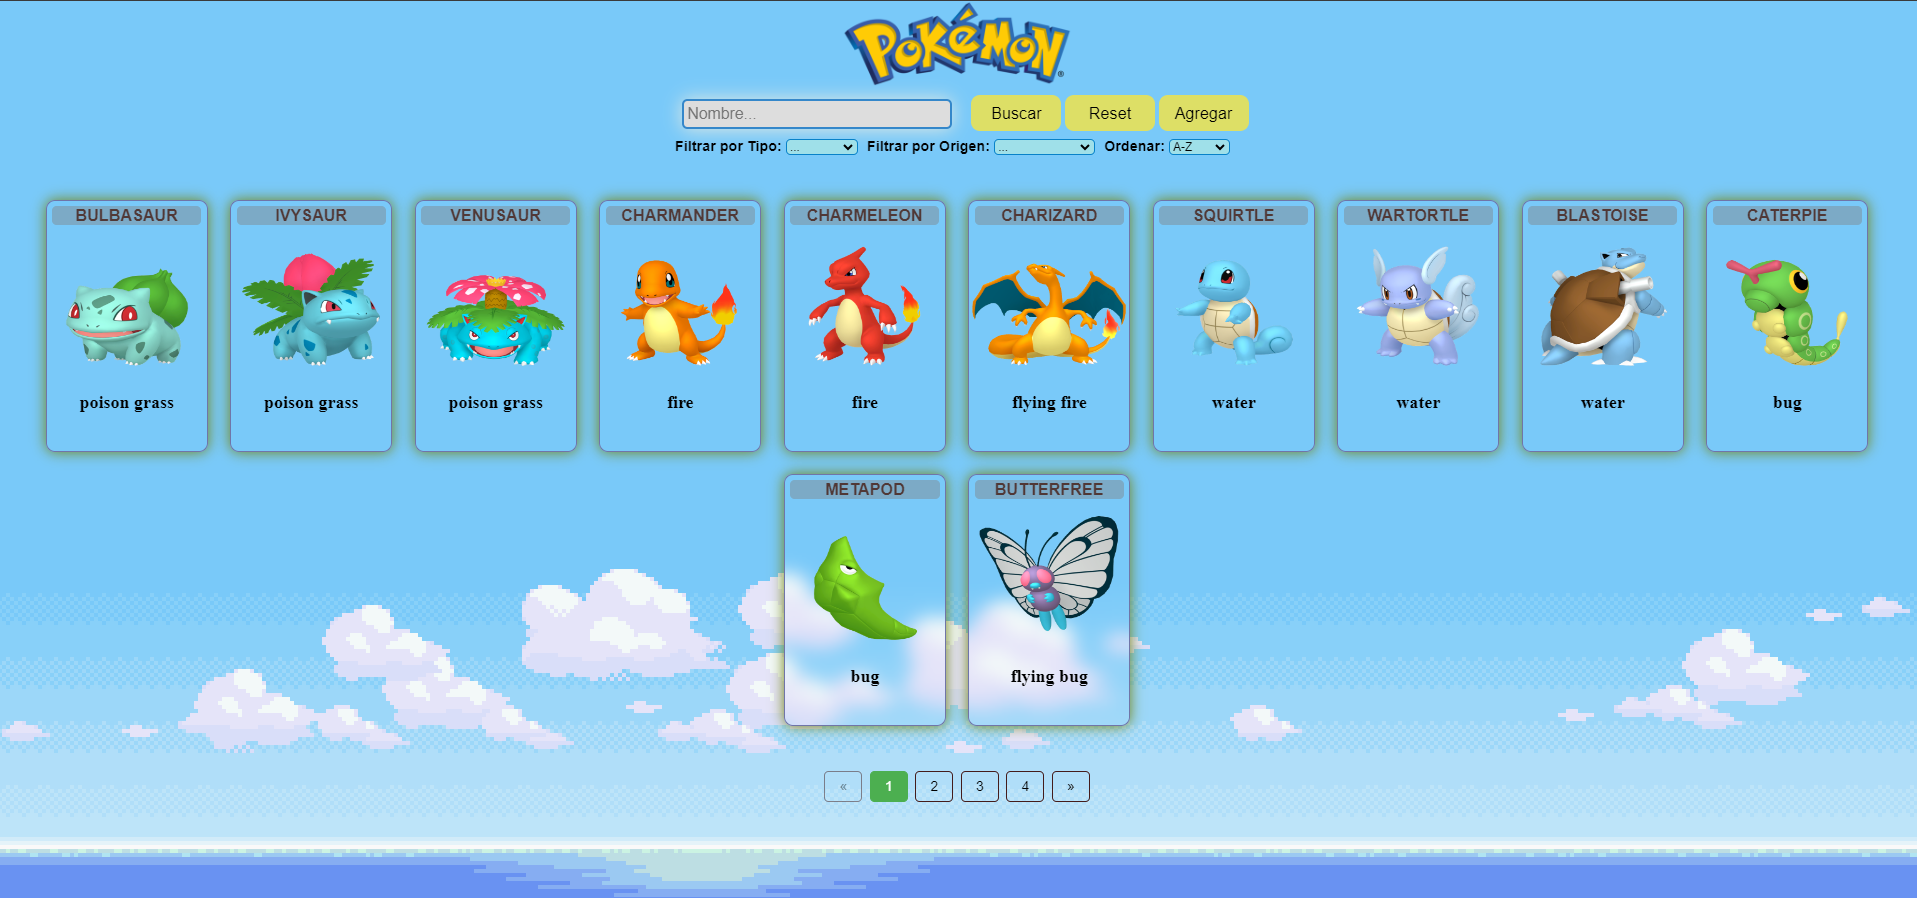 POKéMON®
Nombre...
Buscar
Reset
Agregar
Filtrar por Tipo: ... Filtrar por Origen: ... Ordenar: A-Z
BULBASAUR
poison grass
IVYSAUR
poison grass
VENUSAUR
poison grass
CHARMANDER
fire
CHARMELEON
fire
CHARIZARD
flying fire
SQUIRTLE
water
WARTORTLE
water
BLASTOISE
water
CATERPIE
bug
METAPOD
bug
BUTTERFREE
flying bug
« 1 2 3 4 »